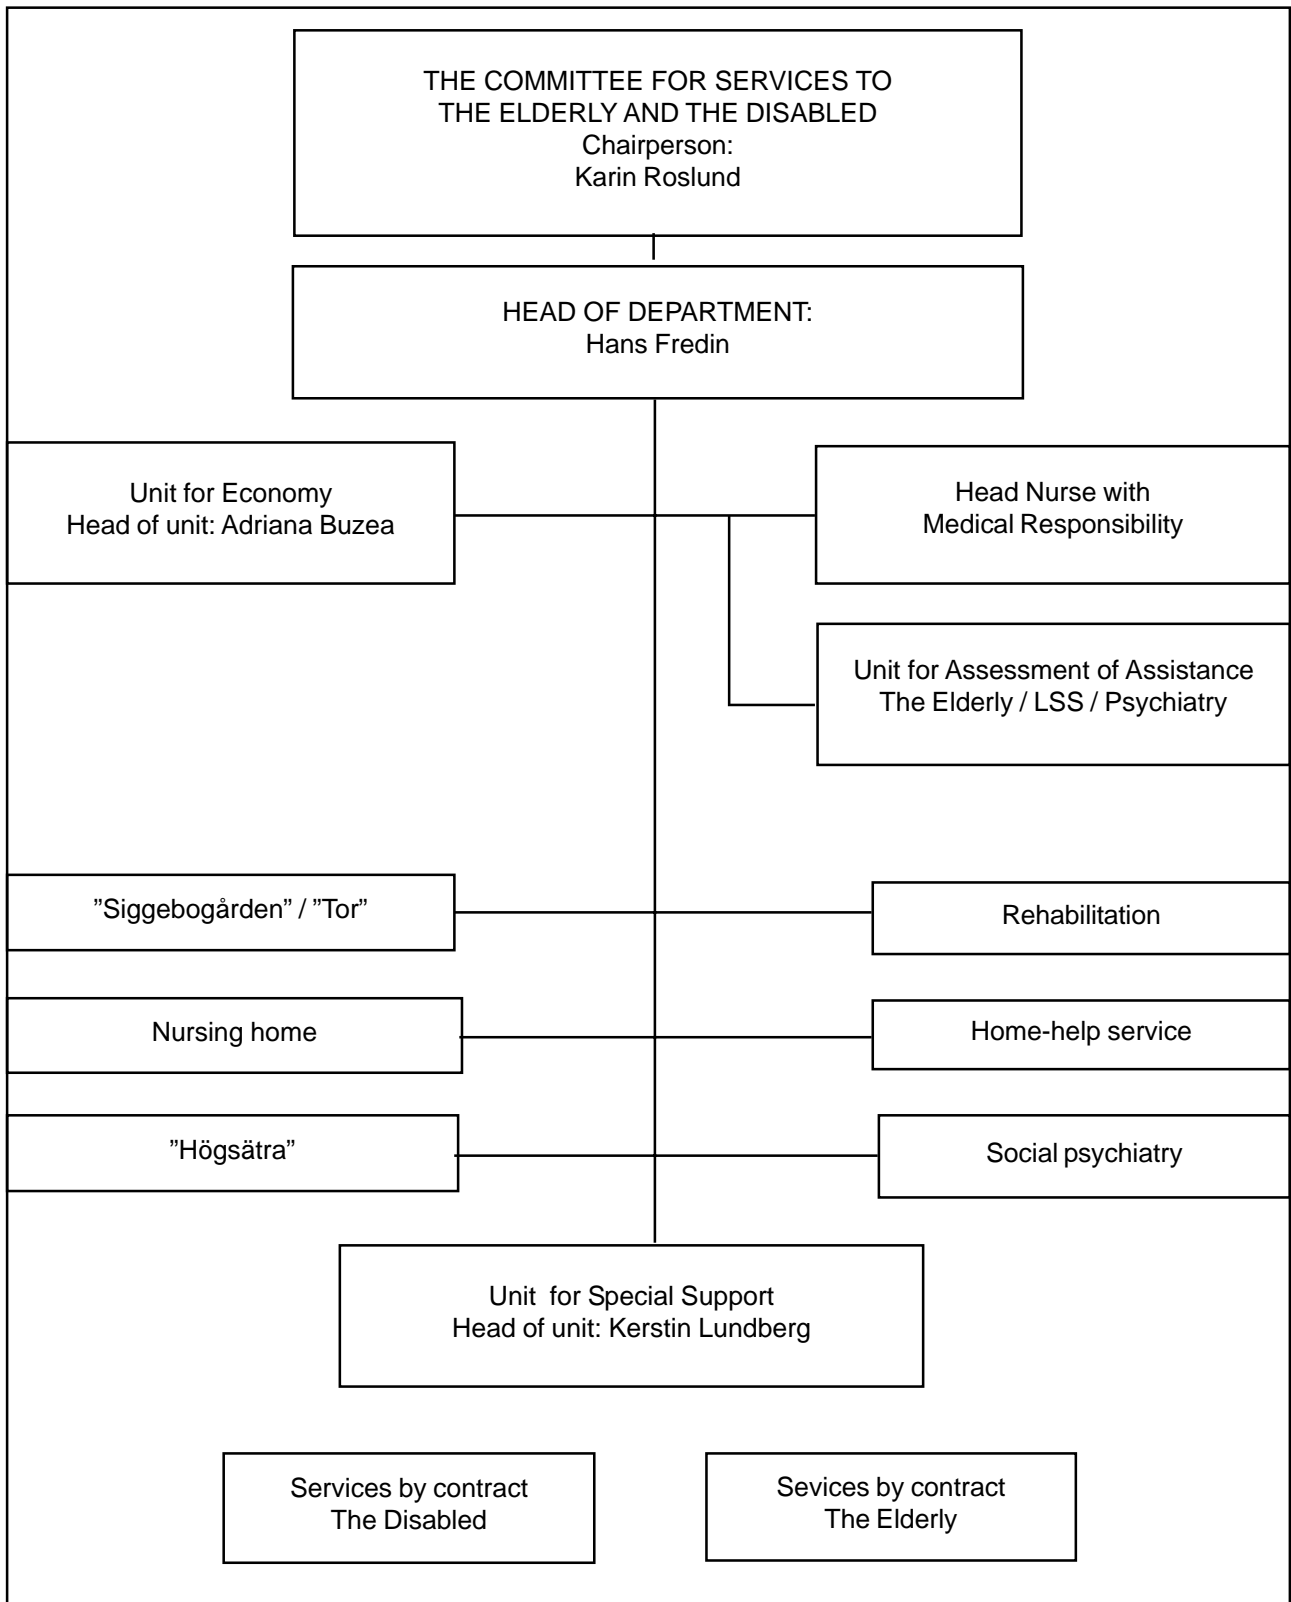 THE COMMITTEE FOR SERVICES TO
THE ELDERLY AND THE DISABLED
Chairperson:
Karin Roslund
HEAD OF DEPARTMENT:
Hans Fredin
Unit for Economy
Head of unit: Adriana Buzea
Head Nurse with
Medical Responsibility
Unit for Assessment of Assistance
The Elderly / LSS / Psychiatry
”Siggebogården” / ”Tor”
Rehabilitation
Nursing home
Home-help service
”Högsätra”
Social psychiatry
Unit for Special Support
Head of unit: Kerstin Lundberg
Services by contract
The Disabled
Sevices by contract
The Elderly